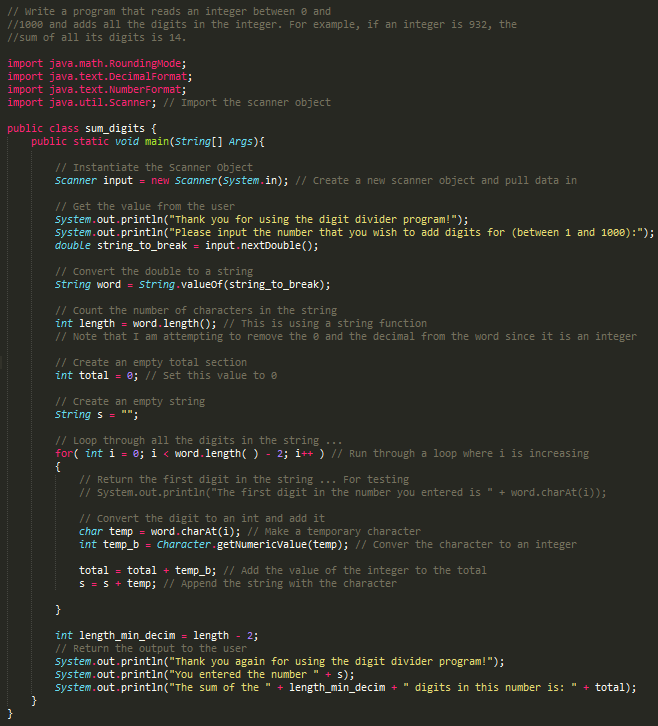 // Write a program that reads an integer between 0 and
//1000 and adds all the digits in the integer. For example, if an integer is 932, the
//sum of all its digits is 14.
import java.math.RoundingMode;
import java.text.DecimalFormat;
import java.text.NumberFormat;
import java.util.Scanner; // Import the scanner object
public class sum_digits {
public static void main(String[] Args){
// Instantiate the Scanner Object
Scanner input = new Scanner(System.in); // Create a new scanner object and pull data in
// Get the value from the user
System.out.println("Thank you for using the digit divider program!");
System.out.println("Please input the number that you wish to add digits for (between 1 and 1000):");
double string_to_break = input.nextDouble();
// Convert the double to a string
String word = String.valueOf(string_to_break);
// Count the number of characters in the string
int length = word.length(); // This is using a string function
// Note that I am attempting to remove the 0 and the decimal from the word since it is an integer
// Create an empty total section
int total = 0; // Set this value to 0
// Create an empty string
String s = "";
// Loop through all the digits in the string ...
for( int i = 0; i < word.length( ) - 2; i++ ) // Run through a loop where i is increasing
{
// Return the first digit in the string ... For testing
// System.out.println("The first digit in the number you entered is " + word.charAt(i));
// Convert the digit to an int and add it
char temp = word.charAt(i); // Make a temporary character
int temp_b = Character.getNumericValue(temp); // Conver the character to an integer
total = total + temp_b; // Add the value of the integer to the total
s = s + temp; // Append the string with the character
}
int length_min_decim = length - 2;
// Return the output to the user
System.out.println("Thank you again for using the digit divider program!");
System.out.println("You entered the number " + s);
System.out.println("The sum of the " + length_min_decim + " digits in this number is: " + total);
}
}